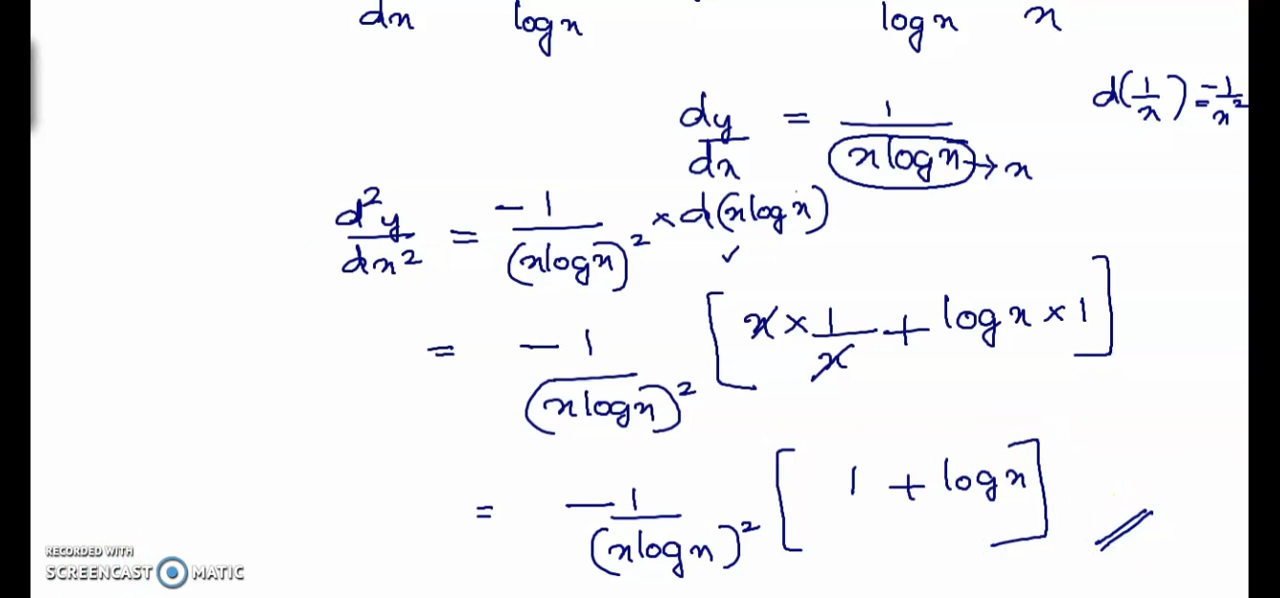 dx log x log x x
d(1/x) = -1/x²
dy/dx = 1/(x log x) → x
d²y/dx² = -1/(x log x)² × d(x log x) ✓
= -1/(x log x)² [x × 1/x + log x × 1]
= -1/(x log x)² [1 + log x]
RECORDED WITH
SCREENCAST MATIC